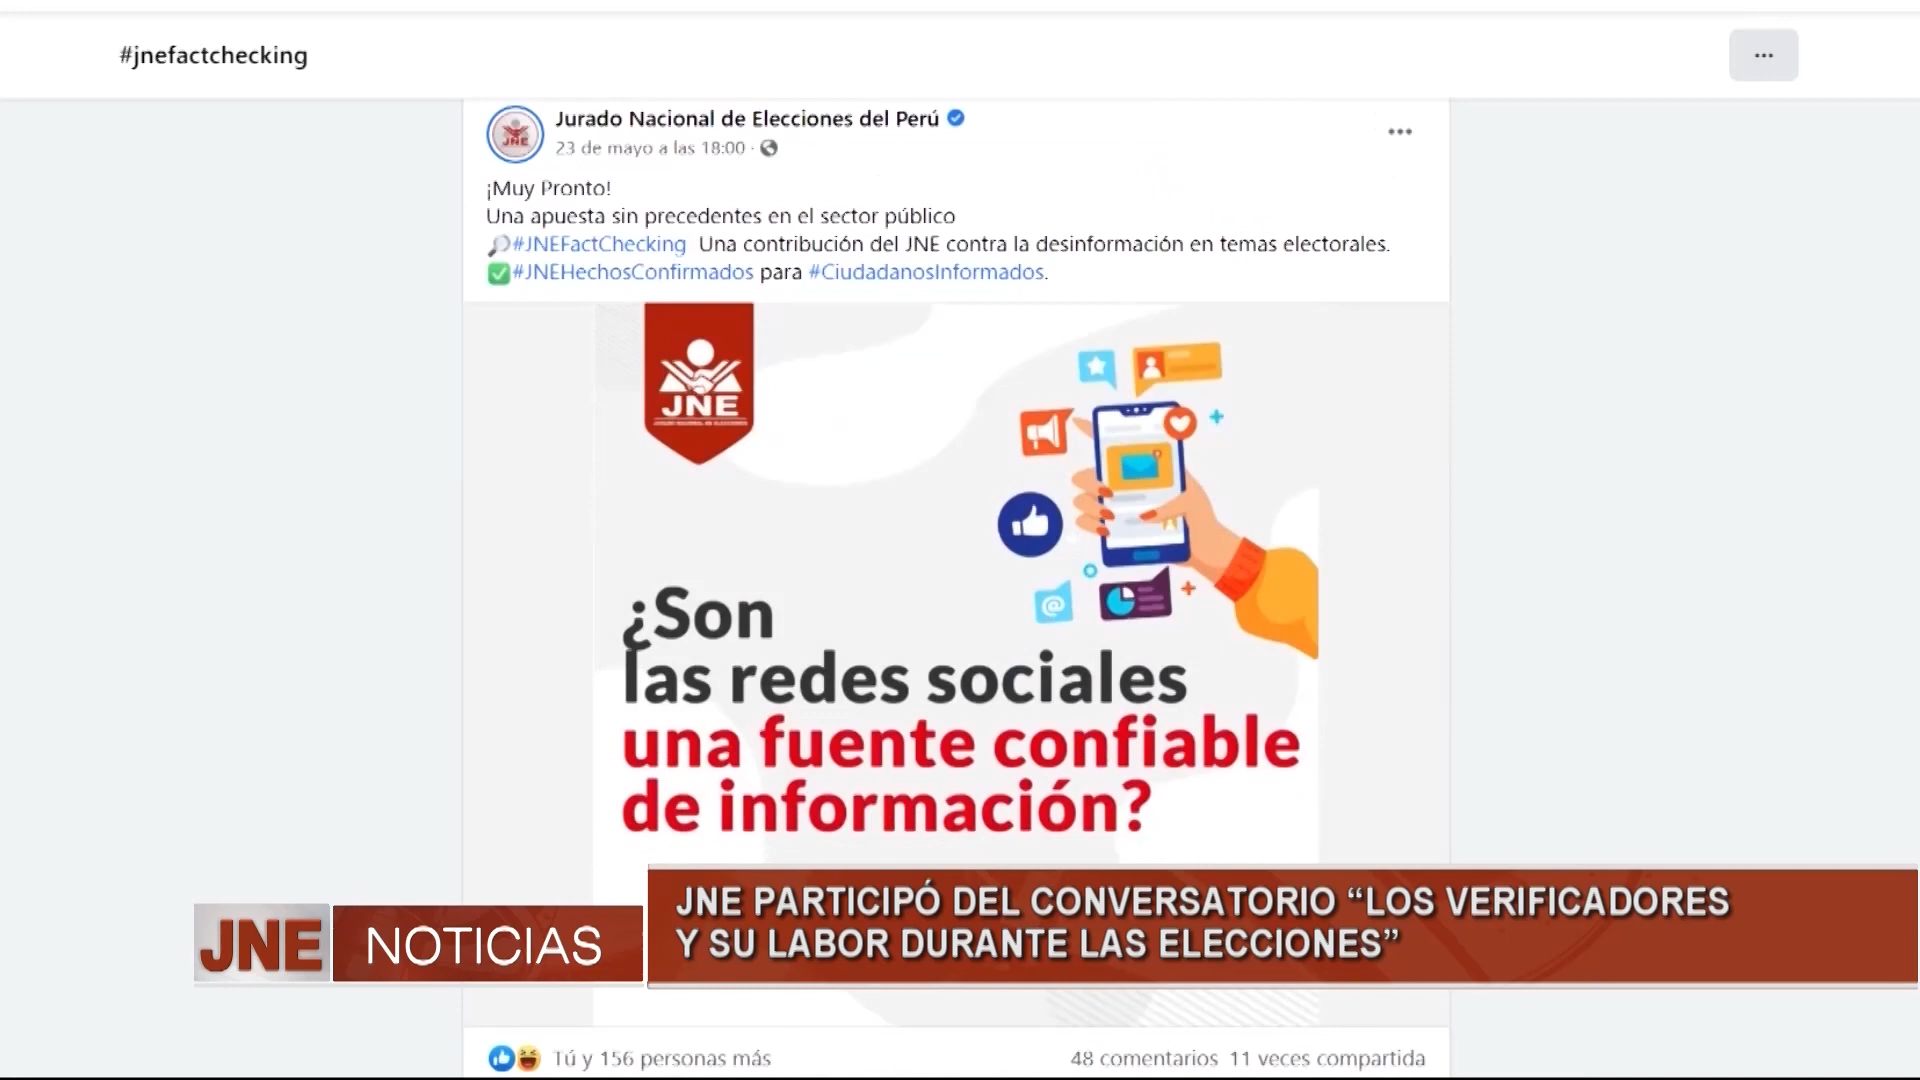 #jnefactchecking
Jurado Nacional de Elecciones del Perú
23 de mayo a las 18:00 ·
¡Muy Pronto!
Una apuesta sin precedentes en el sector público
#JNEFactChecking Una contribución del JNE contra la desinformación en temas electorales.
#JNEHechosConfirmados para #CiudadanosInformados.
JNE
¿Son
las redes sociales
una fuente confiable
de información?
JNE PARTICIPÓ DEL CONVERSATORIO “LOS VERIFICADORES
Y SU LABOR DURANTE LAS ELECCIONES”
JNE NOTICIAS
Tú y 156 personas más
48 comentarios 11 veces compartida